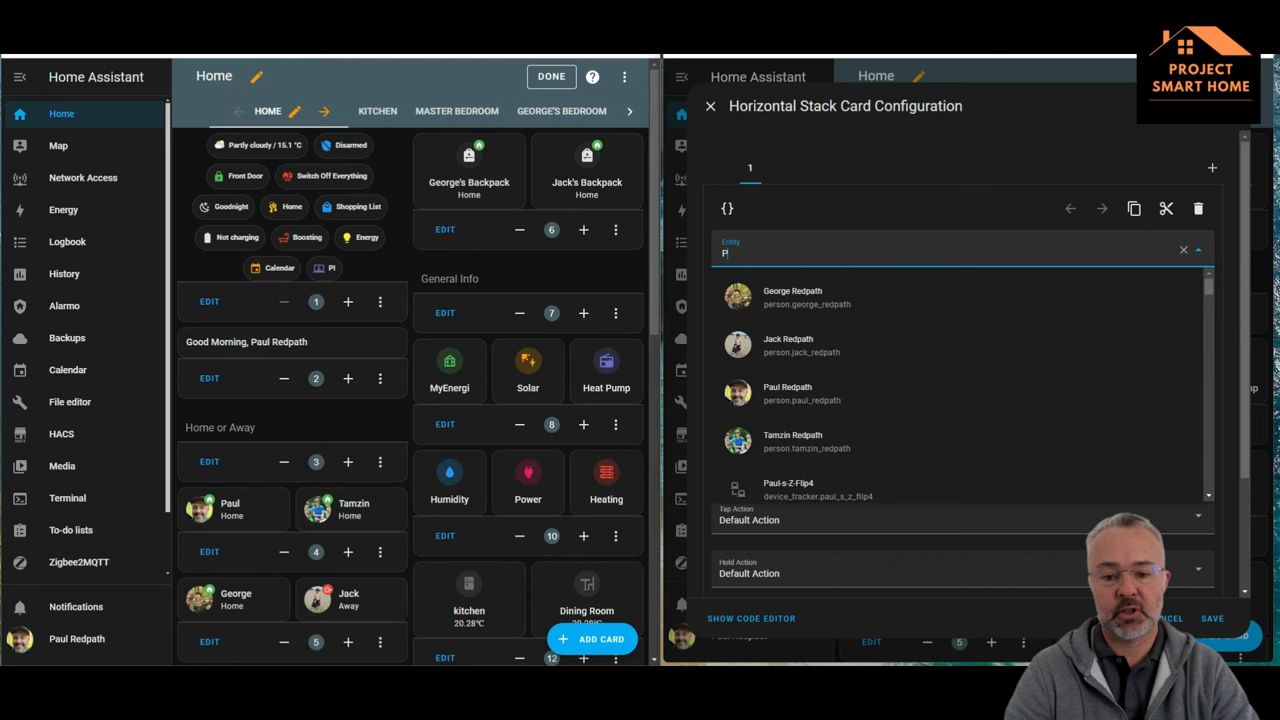 PROJECT
SMART HOME
Home Assistant
Home
Map
Network Access
Energy
Logbook
History
Alarmo
Backups
Calendar
File editor
HACS
Media
Terminal
To-do lists
Zigbee2MQTT
Notifications
Paul Redpath
Home
DONE
HOME
KITCHEN
MASTER BEDROOM
GEORGE'S BEDROOM
Partly cloudy / 15.1 °C
Disarmed
Front Door
Switch Off Everything
Goodnight
Home
Shopping List
Not charging
Boosting
Energy
Calendar
PI
EDIT
1
Good Morning, Paul Redpath
EDIT
2
Home or Away
EDIT
3
Paul
Home
Tamzin
Home
EDIT
4
George
Home
Jack
Away
EDIT
5
George's Backpack
Home
Jack's Backpack
Home
EDIT
6
General Info
EDIT
7
MyEnergi
Solar
Heat Pump
EDIT
8
Humidity
Power
Heating
EDIT
10
kitchen
20.28°C
Dining Room
EDIT
12
ADD CARD
Home Assistant
Home
Horizontal Stack Card Configuration
1
{}
Entity
P
George Redpath
person.george_redpath
Jack Redpath
person.jack_redpath
Paul Redpath
person.paul_redpath
Tamzin Redpath
person.tamzin_redpath
Paul-s-Z-Flip4
device_tracker.paul_s_z_flip4
Tap Action
Default Action
Hold Action
Default Action
SHOW CODE EDITOR
SAVE
EDIT
5